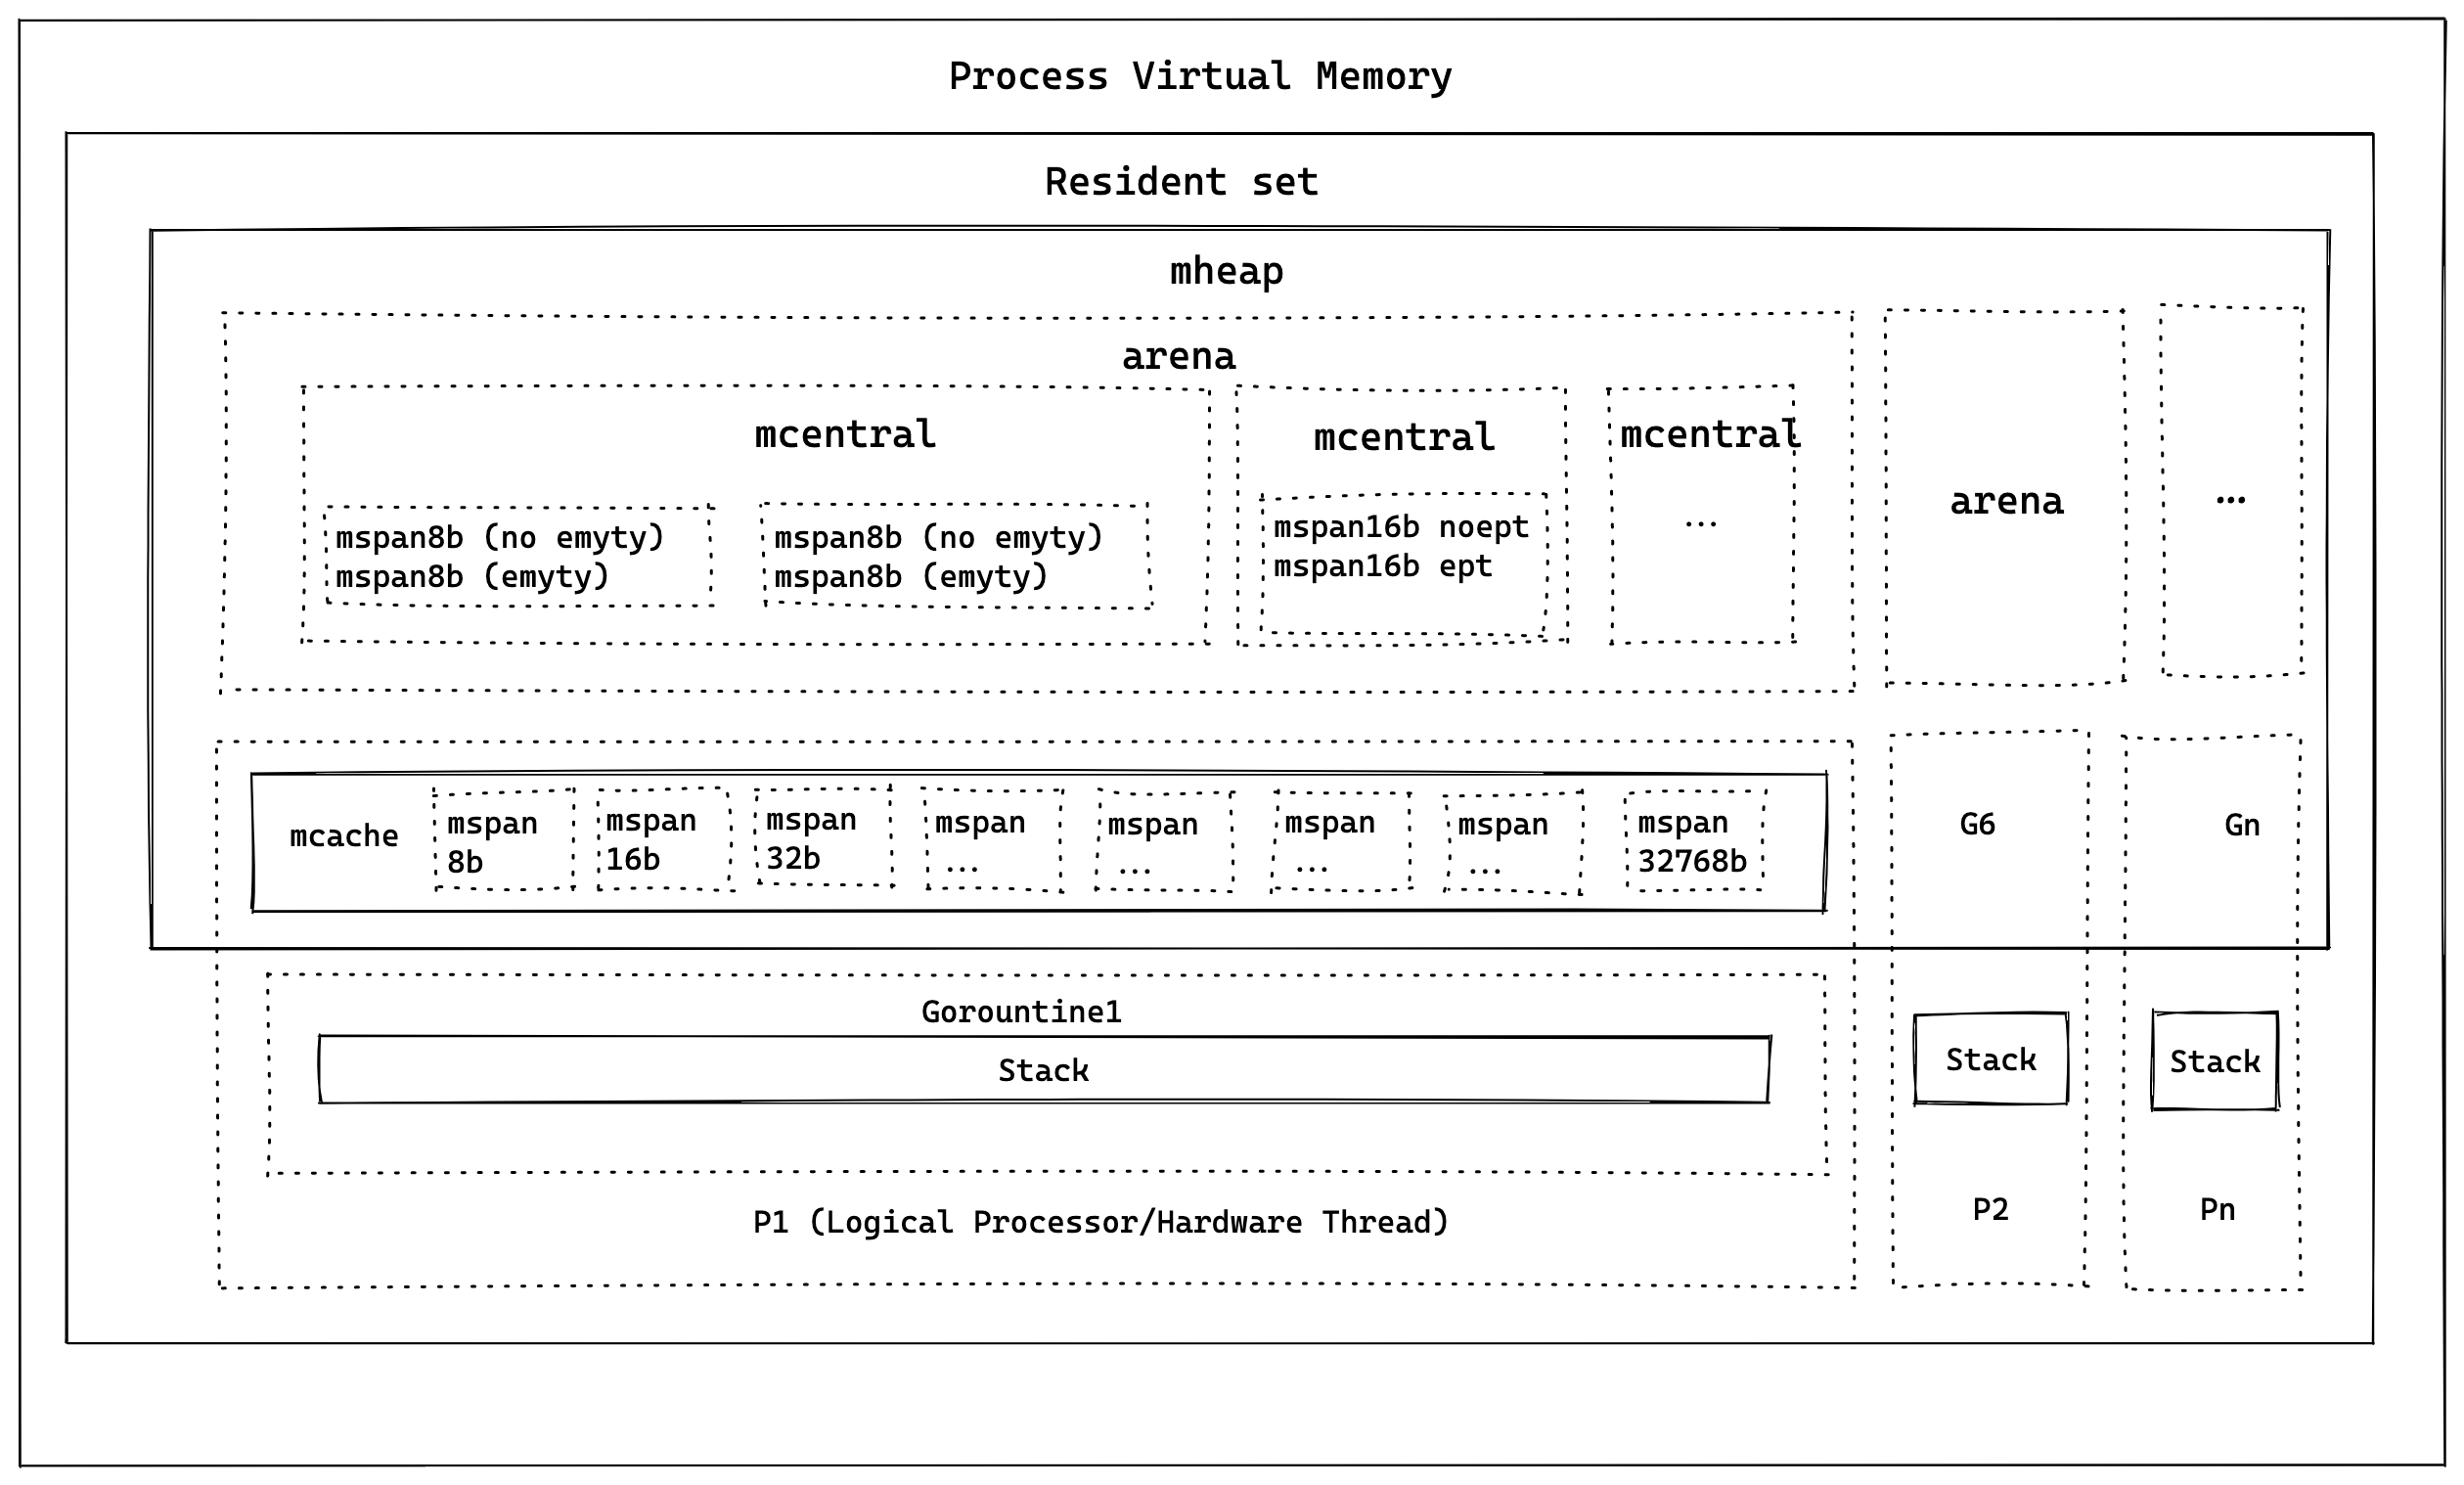 Process Virtual Memory
Resident set
mheap
arena
mcentral
mspan8b (no emyty)
mspan8b (emyty)
mspan8b (no emyty)
mspan8b (emyty)
mcentral
mspan16b noept
mspan16b ept
mcentral
...
arena
...
mcache
mspan
8b
mspan
16b
mspan
32b
mspan
...
mspan
...
mspan
...
mspan
...
mspan
32768b
G6
Gn
Gorountine1
Stack
Stack
Stack
P1 (Logical Processor/Hardware Thread)
P2
Pn